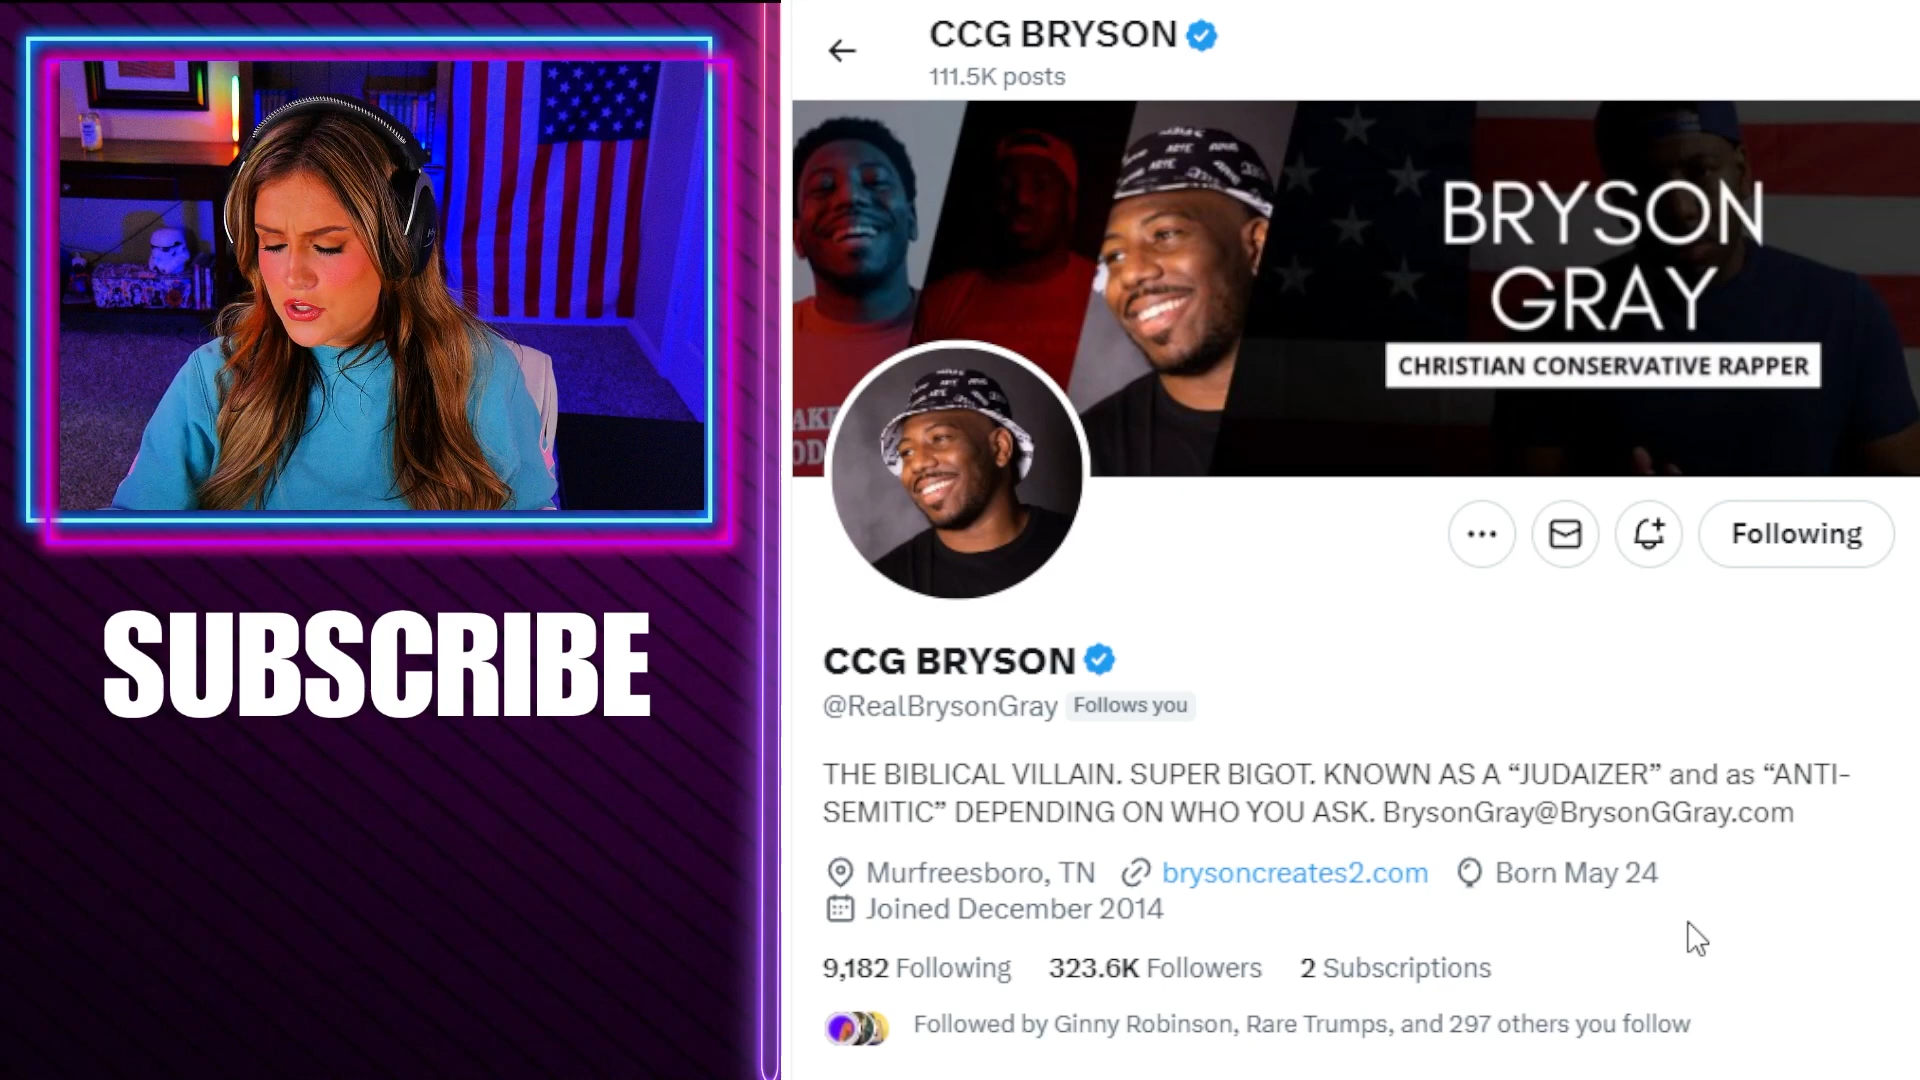 SUBSCRIBE
CCG BRYSON
111.5K posts
BRYSON
GRAY
CHRISTIAN CONSERVATIVE RAPPER
Following
CCG BRYSON
@RealBrysonGray Follows you
THE BIBLICAL VILLAIN. SUPER BIGOT. KNOWN AS A “JUDAIZER” and as “ANTI-
SEMITIC” DEPENDING ON WHO YOU ASK. BrysonGray@BrysonGGray.com
Murfreesboro, TN brysoncreates2.com Born May 24
Joined December 2014
9,182 Following 323.6K Followers 2 Subscriptions
Followed by Ginny Robinson, Rare Trumps, and 297 others you follow